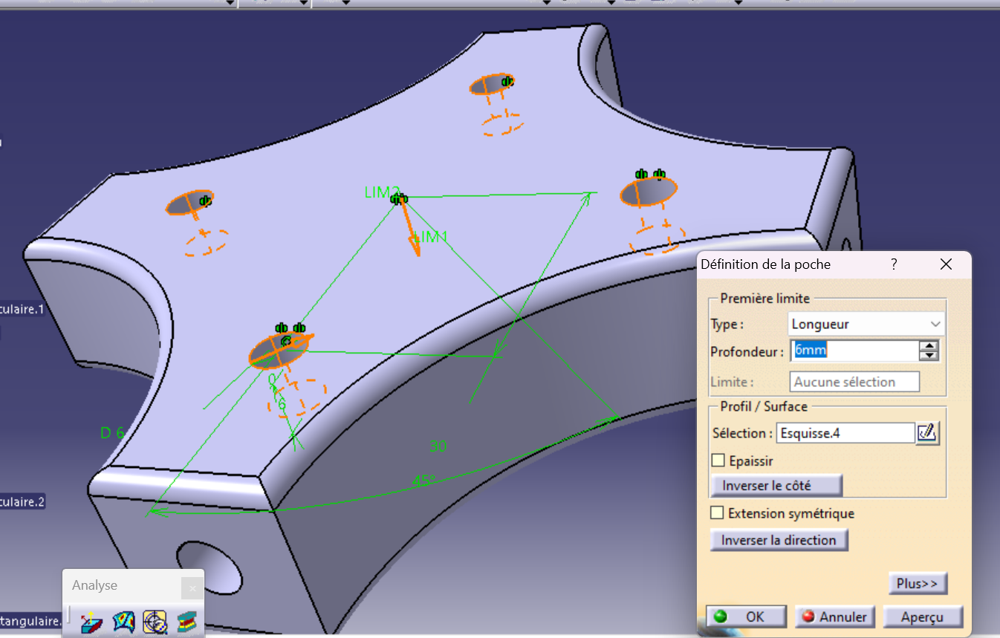 LIM2
LIM1
culaire.1
0
6
D 6
30
45°
culaire.2
Analyse
tangulaire.
Définition de la poche ?
Première limite
Type : Longueur
Profondeur : 6mm
Limite : Aucune sélection
Profil / Surface
Sélection : Esquisse.4
Epaissir
Inverser le côté
Extension symétrique
Inverser la direction
Plus>>
OK Annuler Aperçu